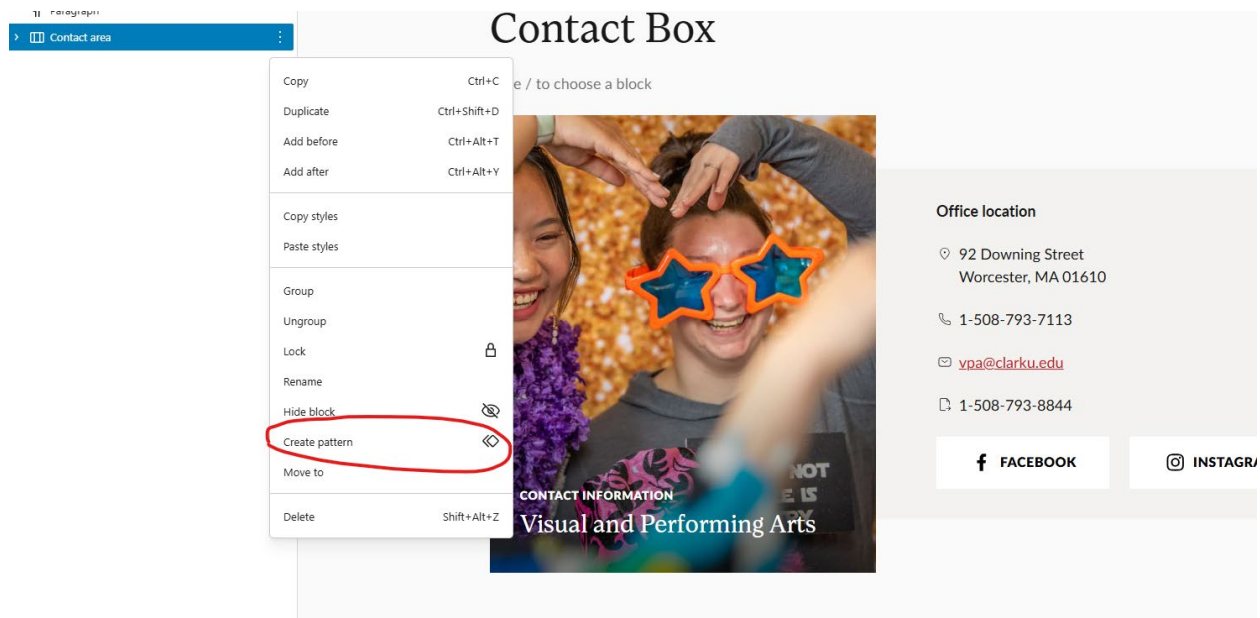 Paragraph
Contact area
Contact Box
Copy Ctrl+C
e / to choose a block
Duplicate Ctrl+Shift+D
Add before Ctrl+Alt+T
Add after Ctrl+Alt+Y
Copy styles
Paste styles
Group
Ungroup
Lock
Rename
Hide block
Create pattern
Move to
Delete Shift+Alt+Z
NOT
E IS
CONTACT INFORMATION
Visual and Performing Arts
Office location
92 Downing Street
Worcester, MA 01610
1-508-793-7113
vpa@clarku.edu
1-508-793-8844
FACEBOOK
INSTAGRA